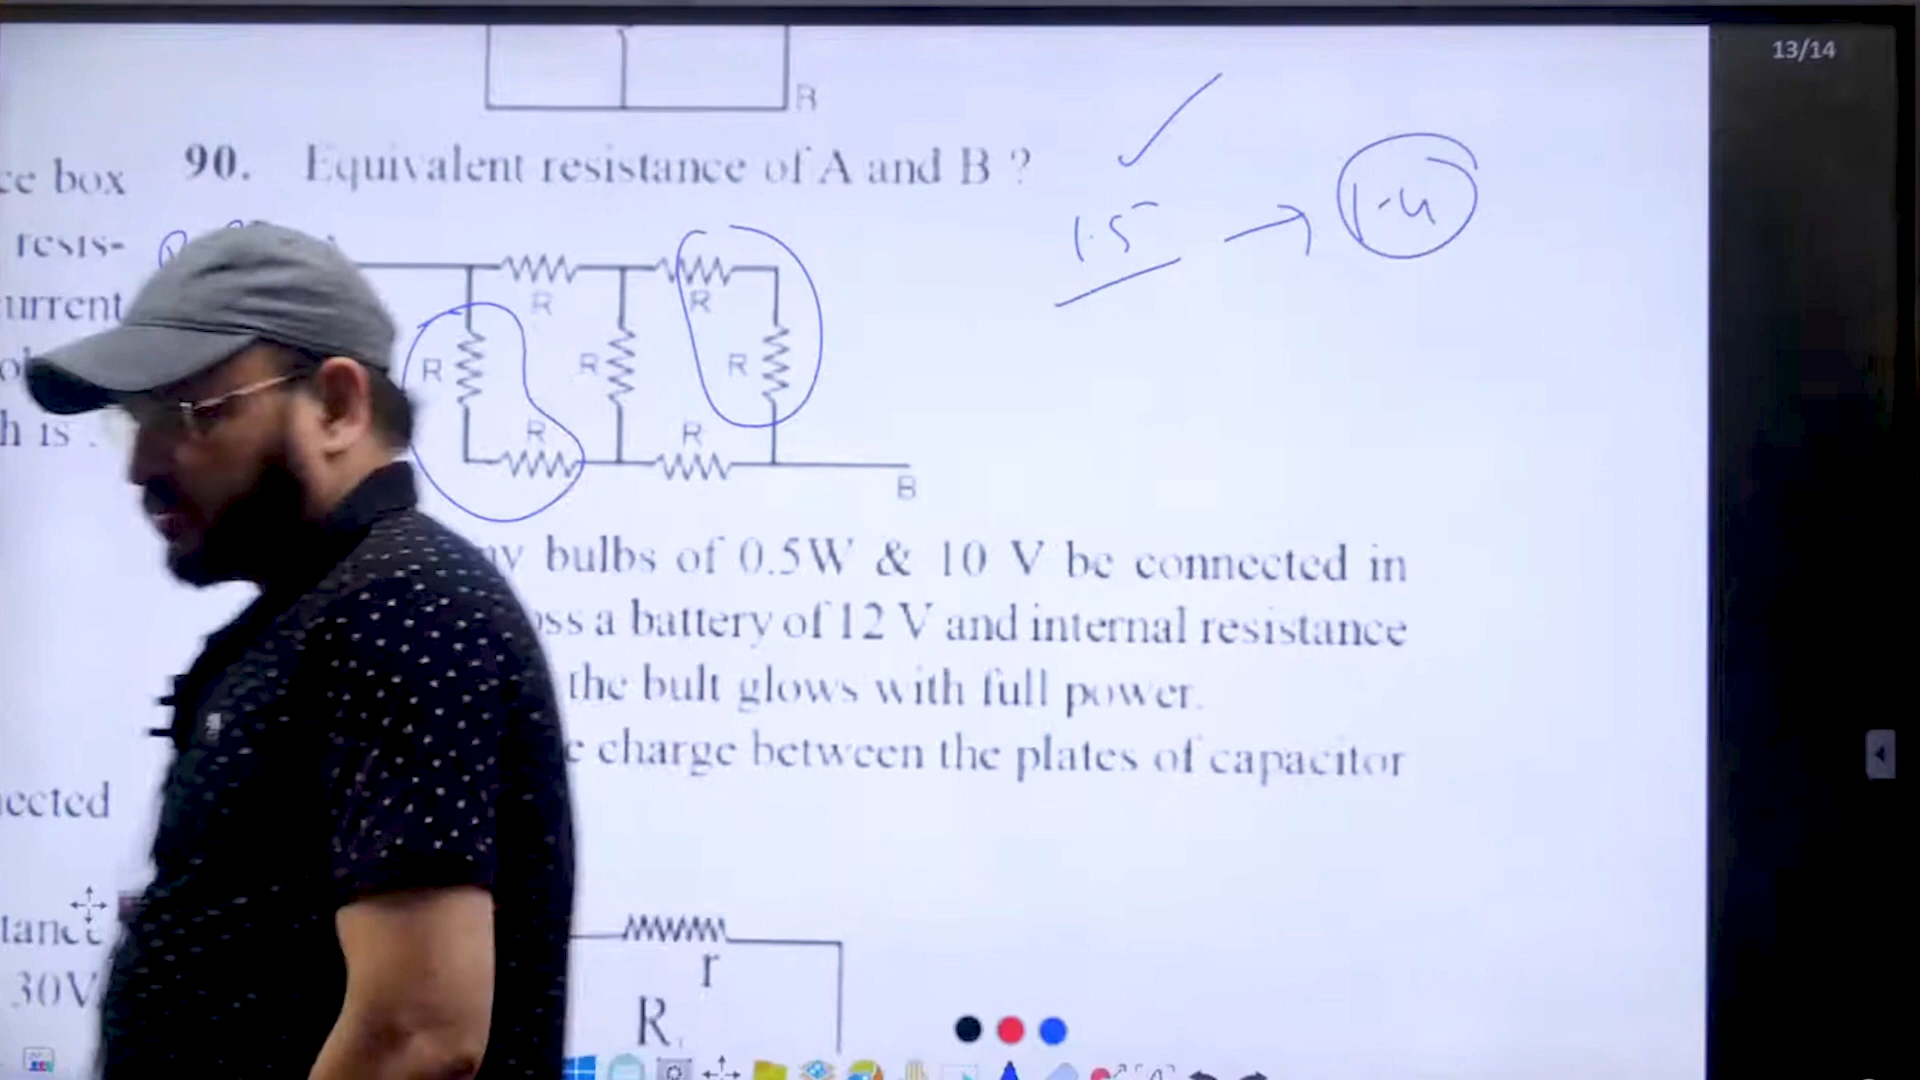 13/14
B
ce box
90. Equivalent resistance of A and B ?
resis-
1.5 → 1.4
urrent
R
R
R
R
R
h is .
R
R
B
bulbs of 0.5W & 10 V be connected in
oss a battery of 12 V and internal resistance
the bult glows with full power.
e charge between the plates of capacitor
nected
tance
r
30V
R